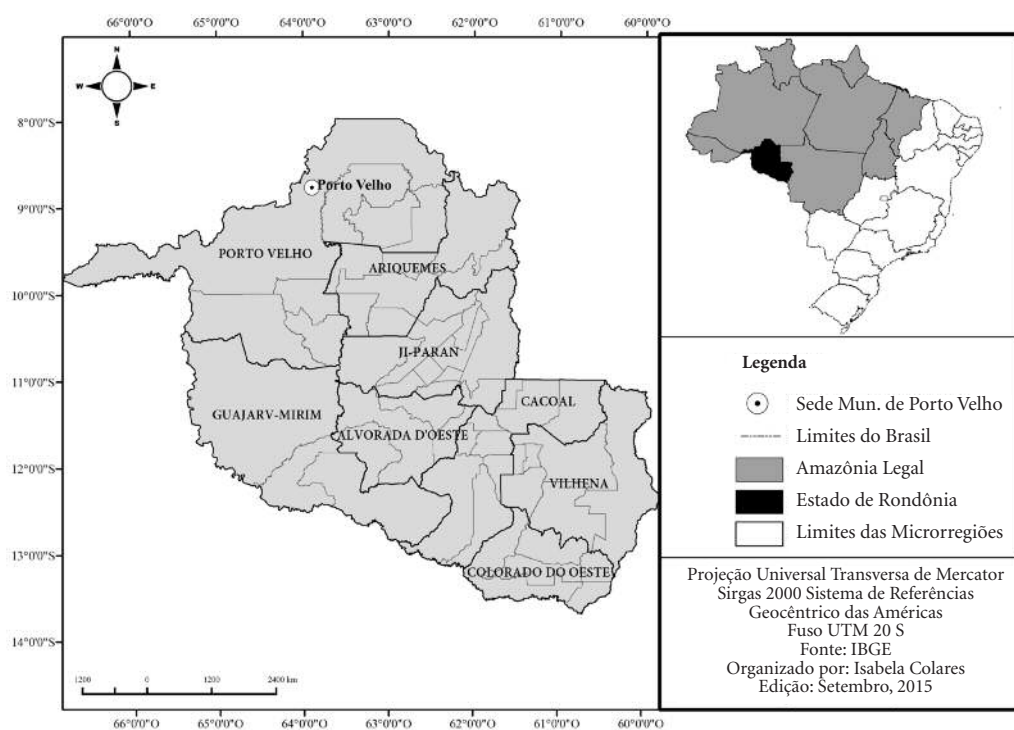 66°0'0"O 65°0'0"O 64°0'0"O 63°0'0"O 62°0'0"O 61°0'0"O 60°0'0"O
N
W E
S
8°0'0"S
9°0'0"S
10°0'0"S
11°0'0"S
12°0'0"S
13°0'0"S
14°0'0"S
Porto Velho
PORTO VELHO
ARIQUEMES
JI-PARAN
CACOAL
GUAJARV-MIRIM
ALVORADA D'OESTE
VILHENA
COLORADO DO OESTE
1200 0 1200 2400 km
66°0'0"O 65°0'0"O 64°0'0"O 63°0'0"O 62°0'0"O 61°0'0"O 60°0'0"O
Legenda
Sede Mun. de Porto Velho
Limites do Brasil
Amazônia Legal
Estado de Rondônia
Limites das Microrregiões
Projeção Universal Transversa de Mercator
Sirgas 2000 Sistema de Referências
Geocêntrico das Américas
Fuso UTM 20 S
Fonte: IBGE
Organizado por: Isabela Colares
Edição: Setembro, 2015